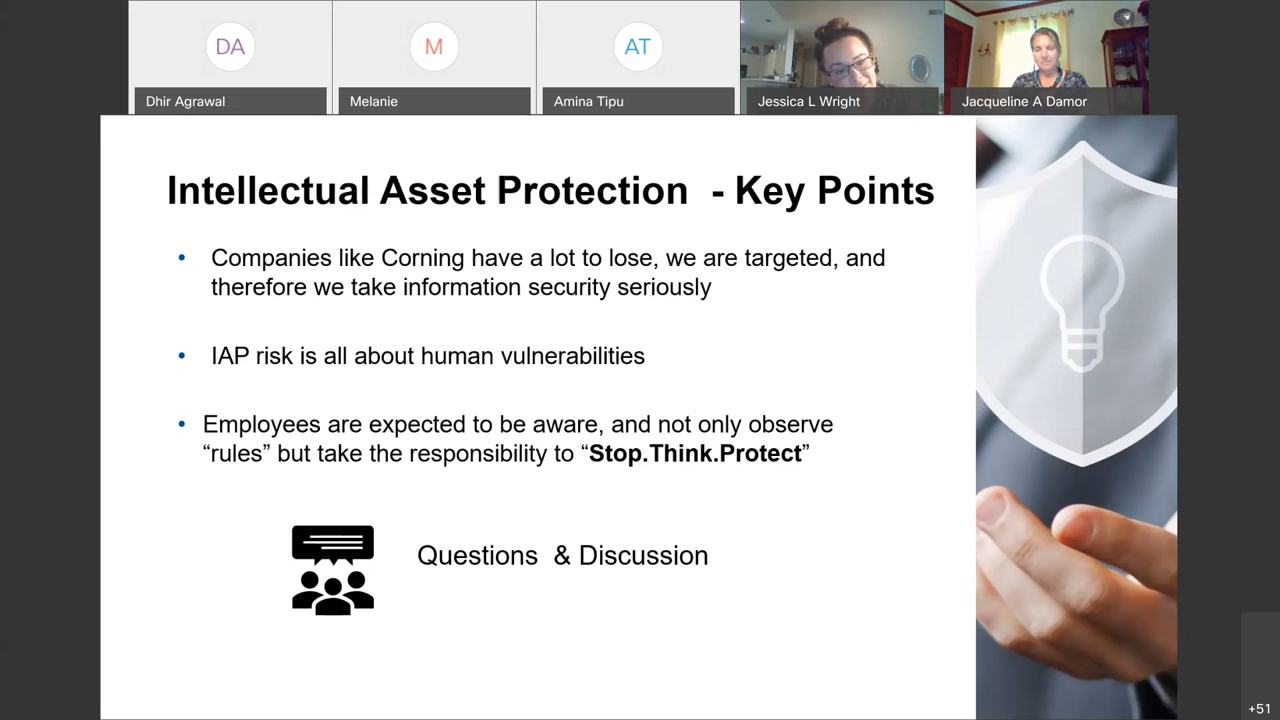 DA
M
AT
Dhir Agrawal
Melanie
Amina Tipu
Jessica L Wright
Jacqueline A Damor
Intellectual Asset Protection - Key Points
• Companies like Corning have a lot to lose, we are targeted, and
therefore we take information security seriously
• IAP risk is all about human vulnerabilities
• Employees are expected to be aware, and not only observe
“rules” but take the responsibility to “Stop.Think.Protect”
Questions & Discussion
+51